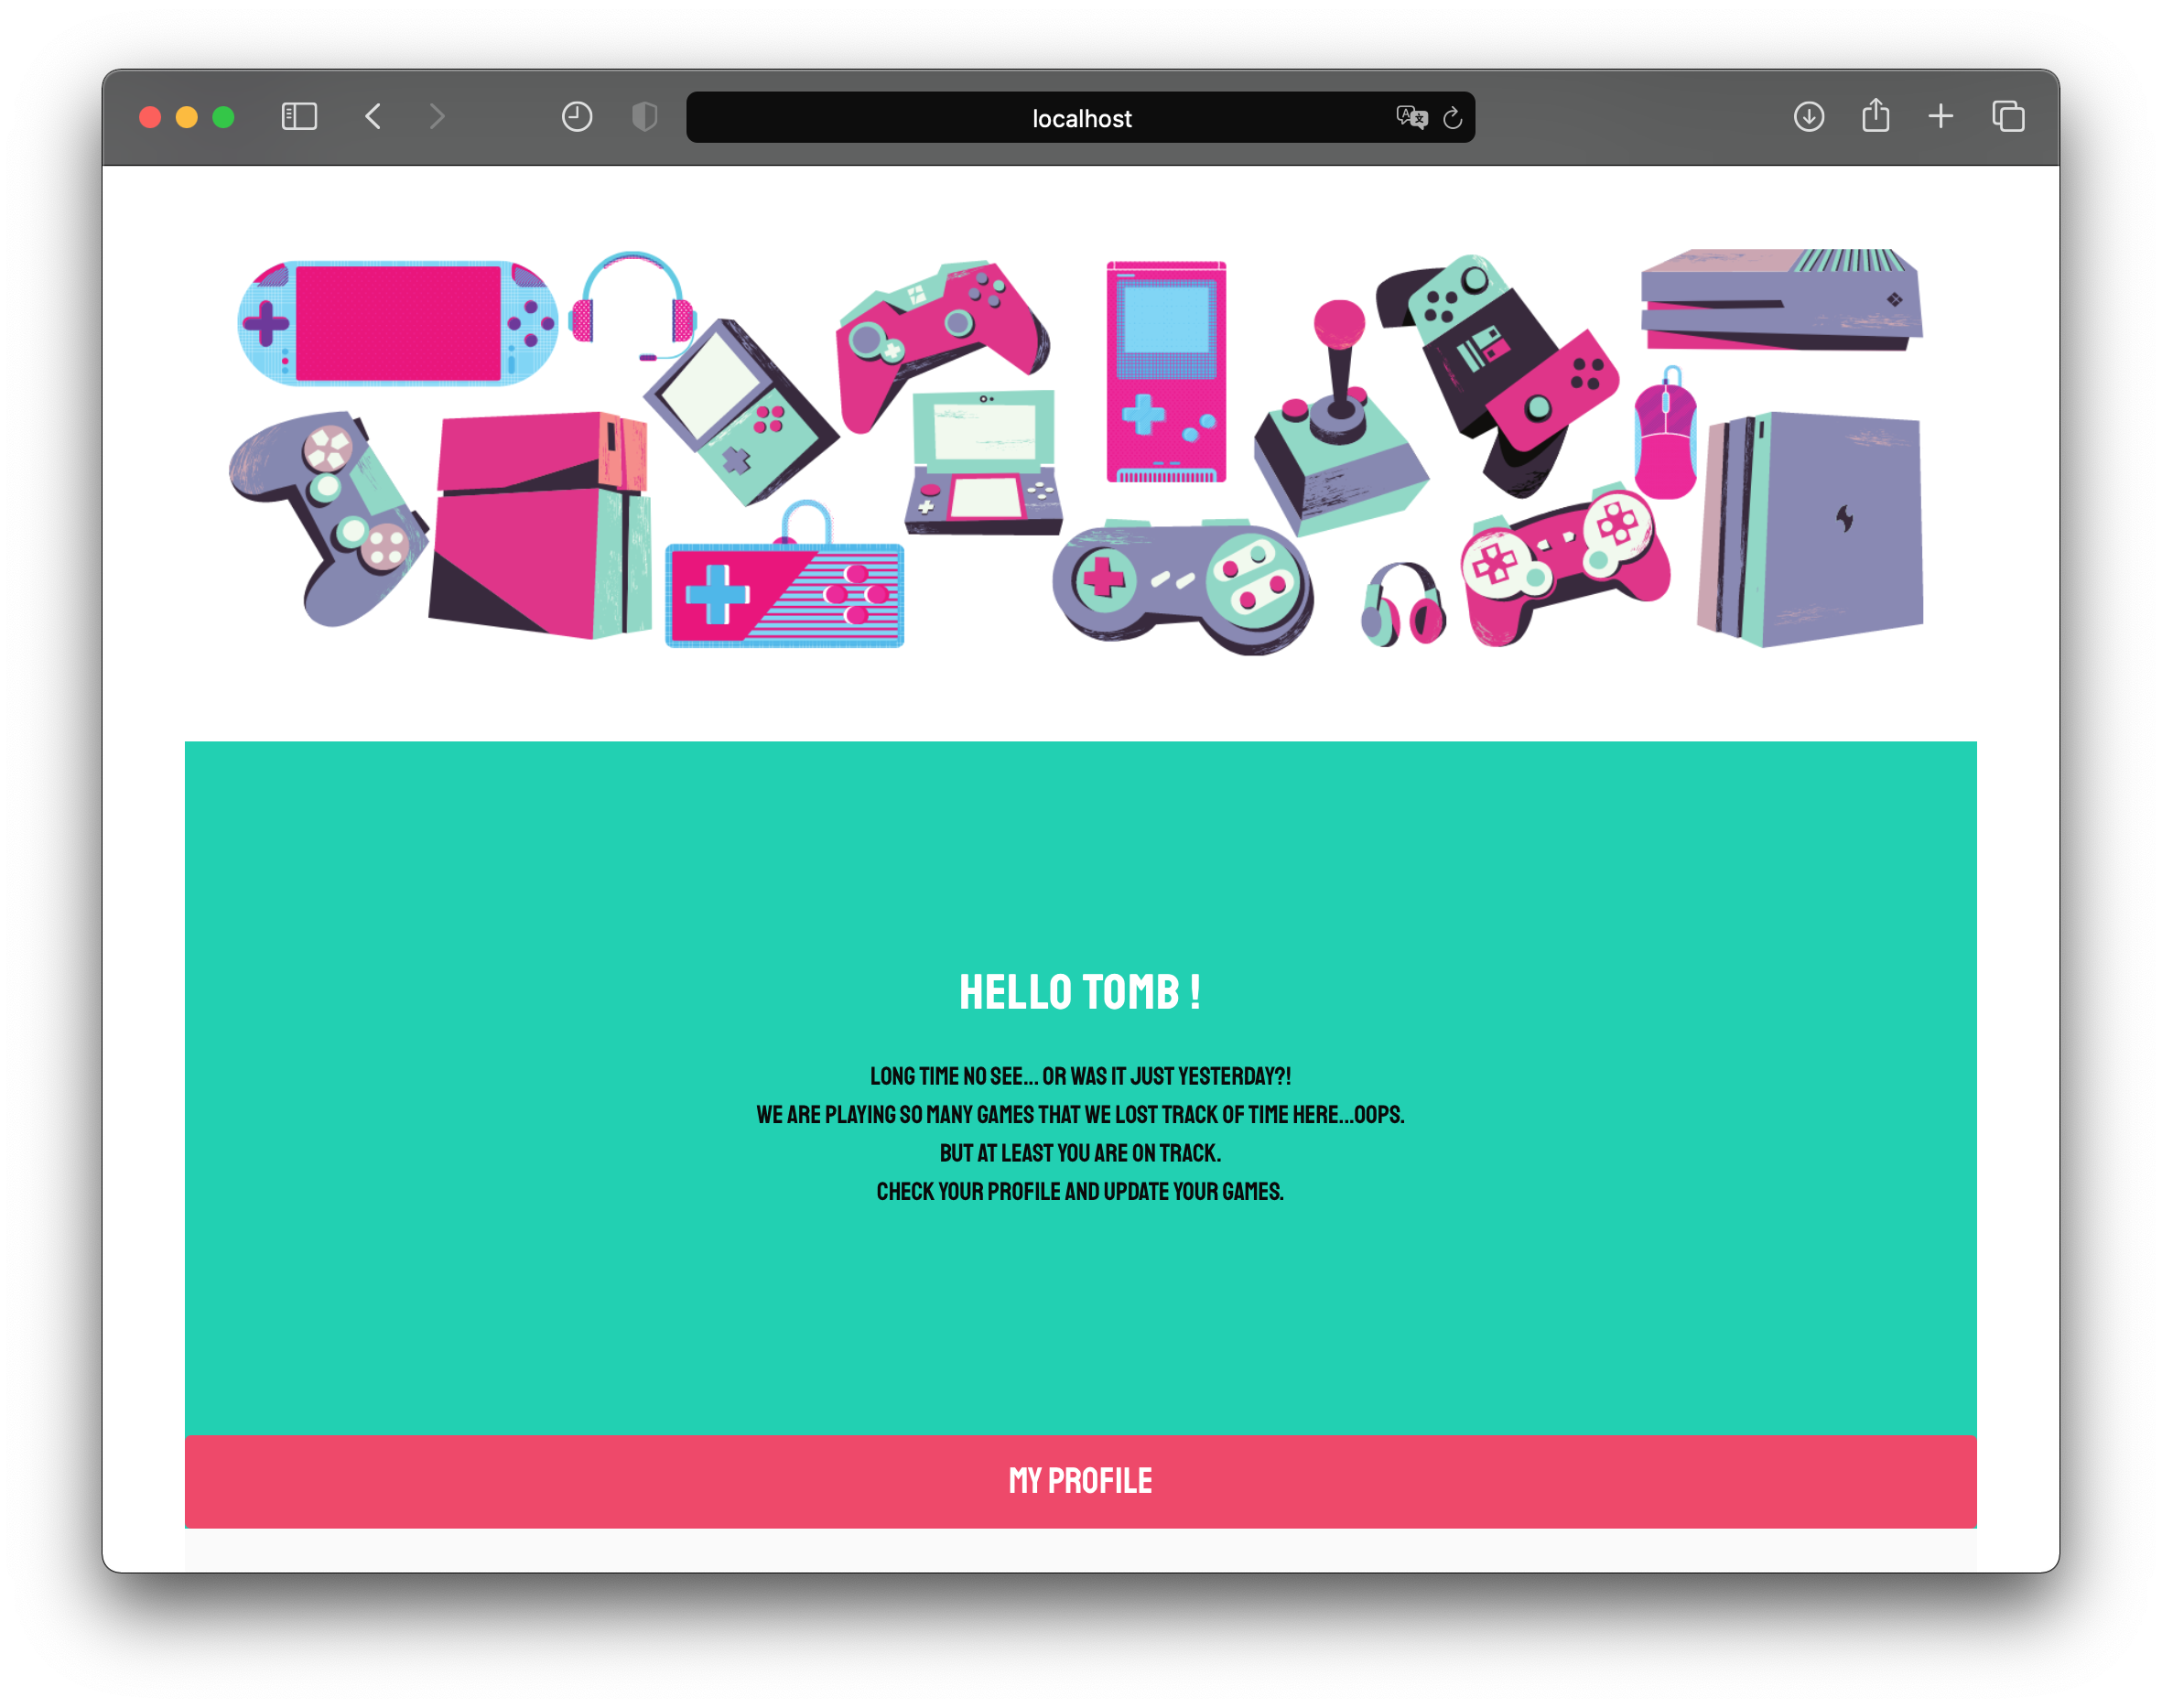 localhost
HELLO TOMB !
LONG TIME NO SEE... OR WAS IT JUST YESTERDAY?!
WE ARE PLAYING SO MANY GAMES THAT WE LOST TRACK OF TIME HERE...OOPS.
BUT AT LEAST YOU ARE ON TRACK.
CHECK YOUR PROFILE AND UPDATE YOUR GAMES.
MY PROFILE